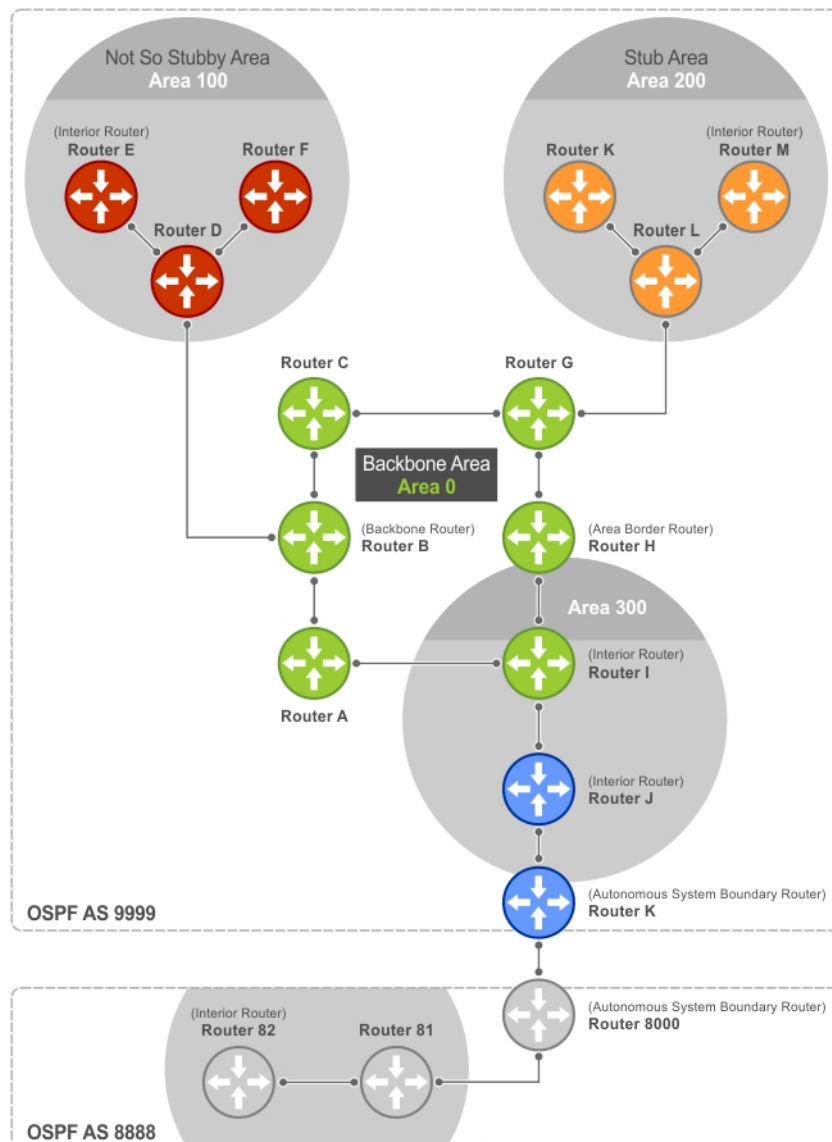 Not So Stubby Area
Area 100
Stub Area
Area 200
(Interior Router)
Router E
Router F
Router D
Router K
(Interior Router)
Router M
Router L
Router C
Router G
Backbone Area
Area 0
(Backbone Router)
Router B
(Area Border Router)
Router H
Area 300
Router A
(Interior Router)
Router I
(Interior Router)
Router J
(Autonomous System Boundary Router)
Router K
OSPF AS 9999
(Autonomous System Boundary Router)
Router 8000
(Interior Router)
Router 82
Router 81
OSPF AS 8888